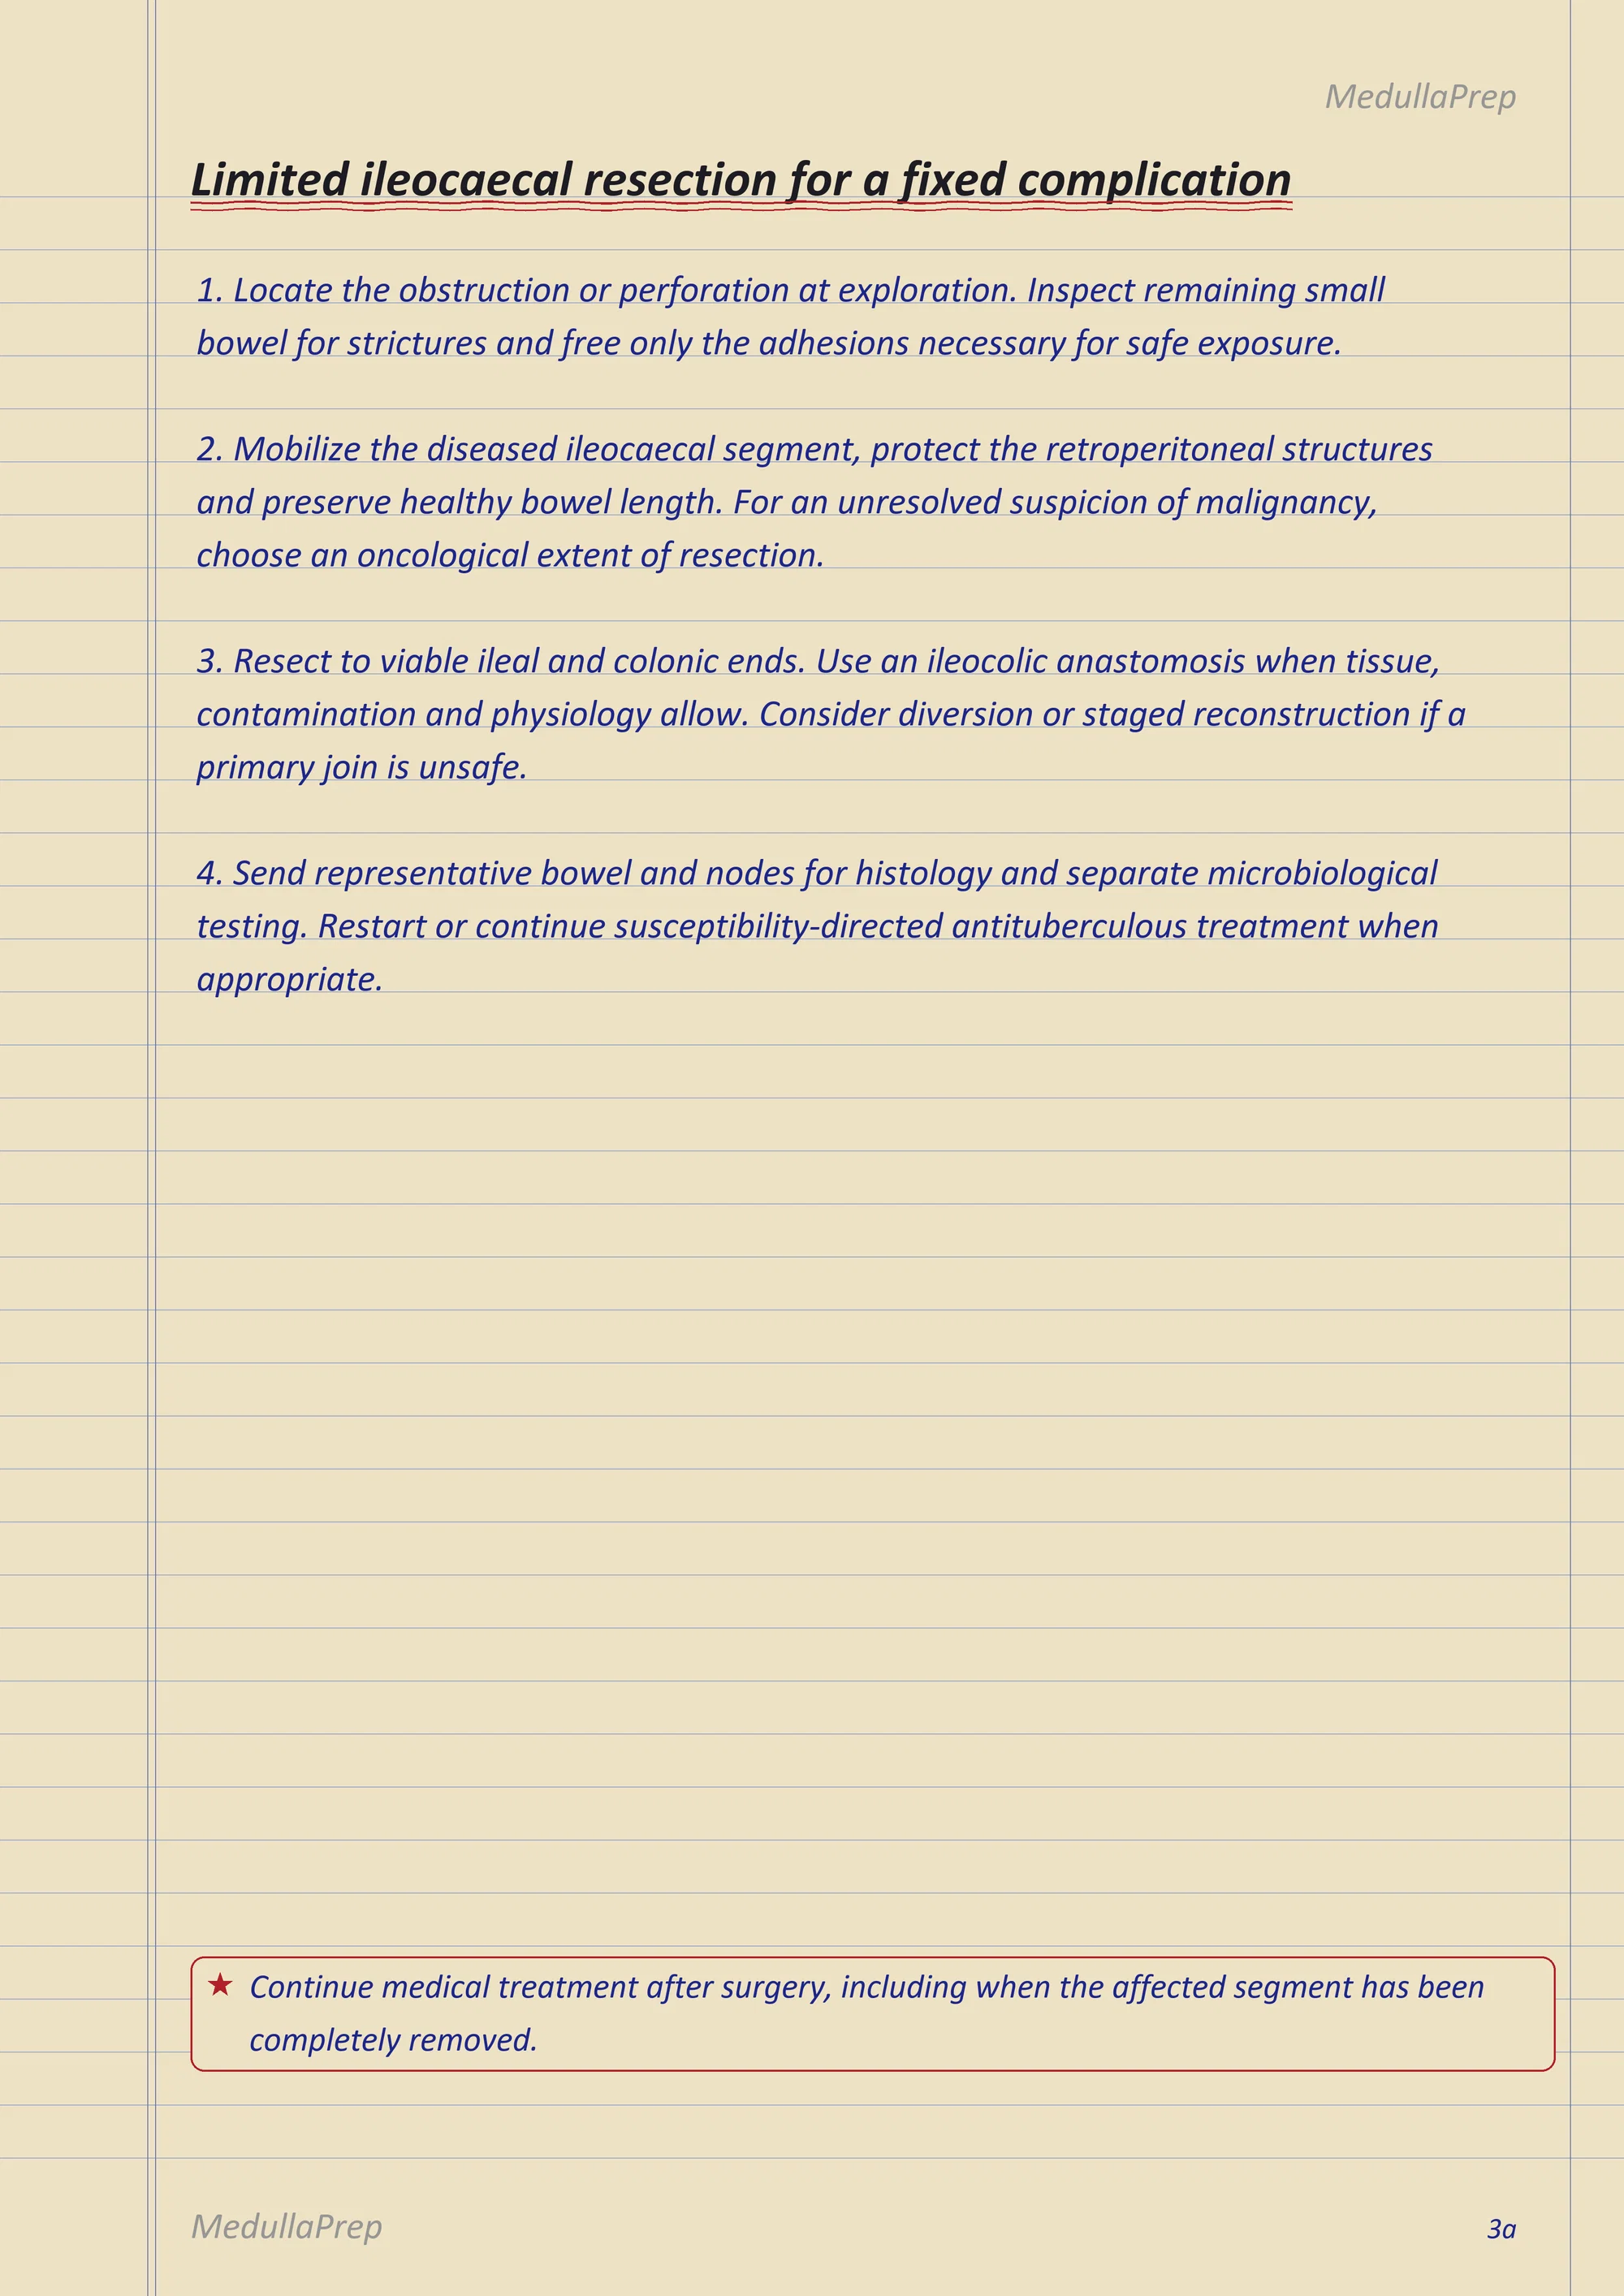 MedullaPrep
Limited ileocaecal resection for a fixed complication
1. Locate the obstruction or perforation at exploration. Inspect remaining small
bowel for strictures and free only the adhesions necessary for safe exposure.
2. Mobilize the diseased ileocaecal segment, protect the retroperitoneal structures
and preserve healthy bowel length. For an unresolved suspicion of malignancy,
choose an oncological extent of resection.
3. Resect to viable ileal and colonic ends. Use an ileocolic anastomosis when tissue,
contamination and physiology allow. Consider diversion or staged reconstruction if a
primary join is unsafe.
4. Send representative bowel and nodes for histology and separate microbiological
testing. Restart or continue susceptibility-directed antituberculous treatment when
appropriate.
★ Continue medical treatment after surgery, including when the affected segment has been
completely removed.
MedullaPrep
3a